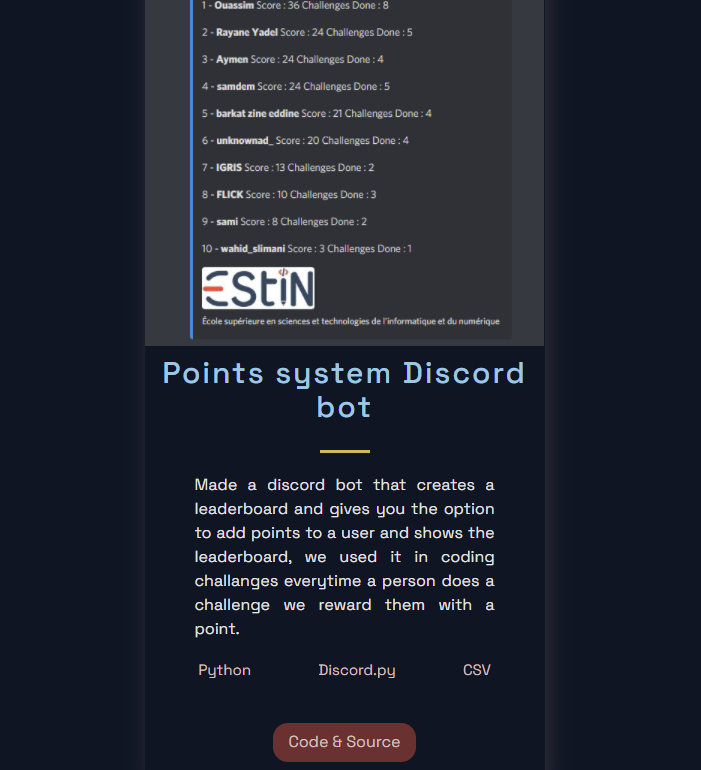 1 - Ouassim Score : 36 Challenges Done : 8
2 - Rayane Yadel Score : 24 Challenges Done : 5
3 - Aymen Score : 24 Challenges Done : 4
4 - samdem Score : 24 Challenges Done : 5
5 - barkat zine eddine Score : 21 Challenges Done : 4
6 - unknownad_ Score : 20 Challenges Done : 4
7 - IGRIS Score : 13 Challenges Done : 2
8 - FLICK Score : 10 Challenges Done : 3
9 - sami Score : 8 Challenges Done : 2
10 - wahid_slimani Score : 3 Challenges Done : 1
ESTIN
École supérieure en sciences et technologies de l'informatique et du numérique
Points system Discord
bot
Made a discord bot that creates a
leaderboard and gives you the option
to add points to a user and shows the
leaderboard, we used it in coding
challanges everytime a person does a
challenge we reward them with a
point.
Python Discord.py CSV
Code & Source